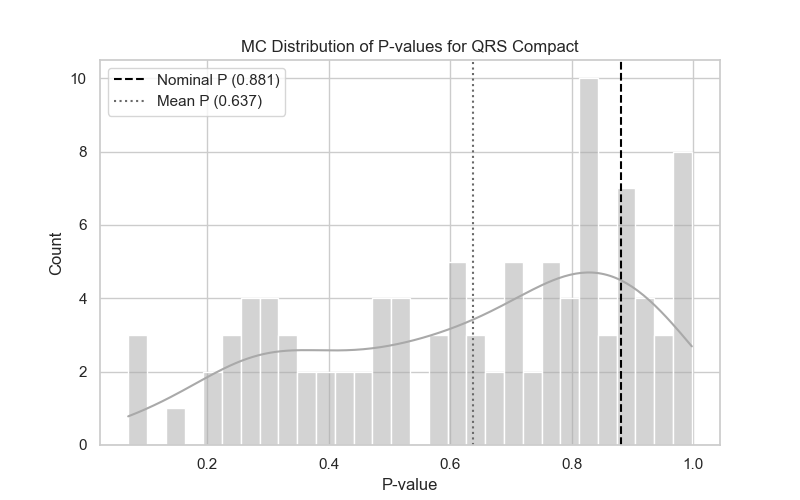 MC Distribution of P-values for QRS Compact
Nominal P (0.881)
Mean P (0.637)
10
8
6
4
2
0
Count
0.2 0.4 0.6 0.8 1.0
P-value